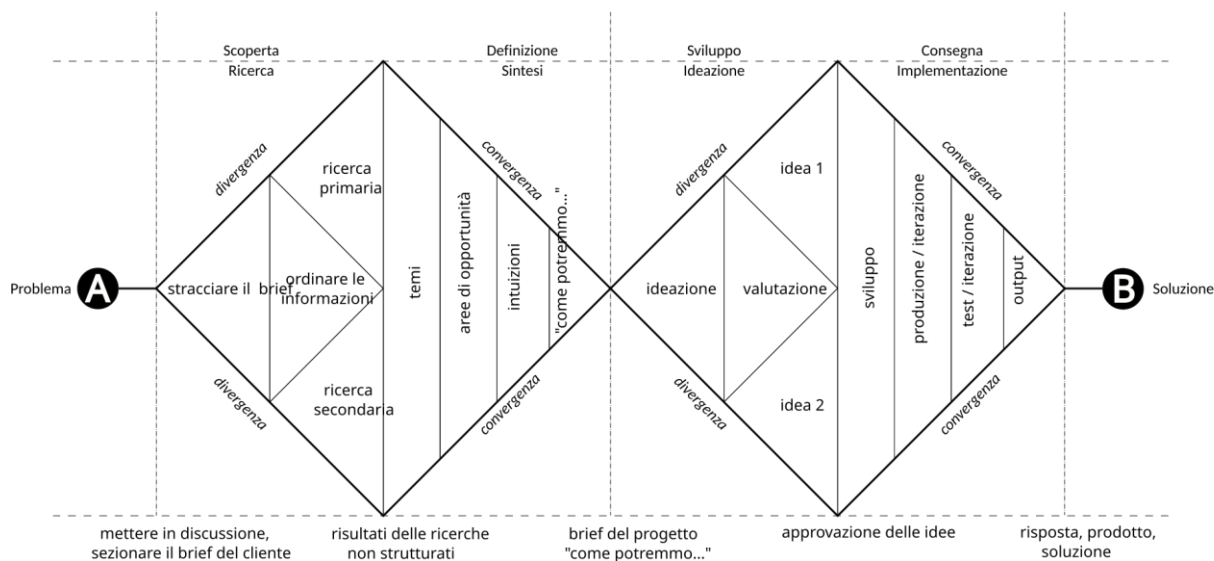 Scoperta
Ricerca
Definizione
Sintesi
Sviluppo
Ideazione
Consegna
Implementazione
Problema
A
divergenza
divergenza
stracciare il brief
ricerca
primaria
ordinare le
informazioni
ricerca
secondaria
temi
aree di opportunità
intuizioni
"come potremmo..."
convergenza
convergenza
divergenza
divergenza
ideazione
idea 1
valutazione
idea 2
sviluppo
produzione / iterazione
test / iterazione
output
convergenza
convergenza
B
Soluzione
mettere in discussione,
sezionare il brief del cliente
risultati delle ricerche
non strutturati
brief del progetto
"come potremmo..."
approvazione delle idee
risposta, prodotto,
soluzione